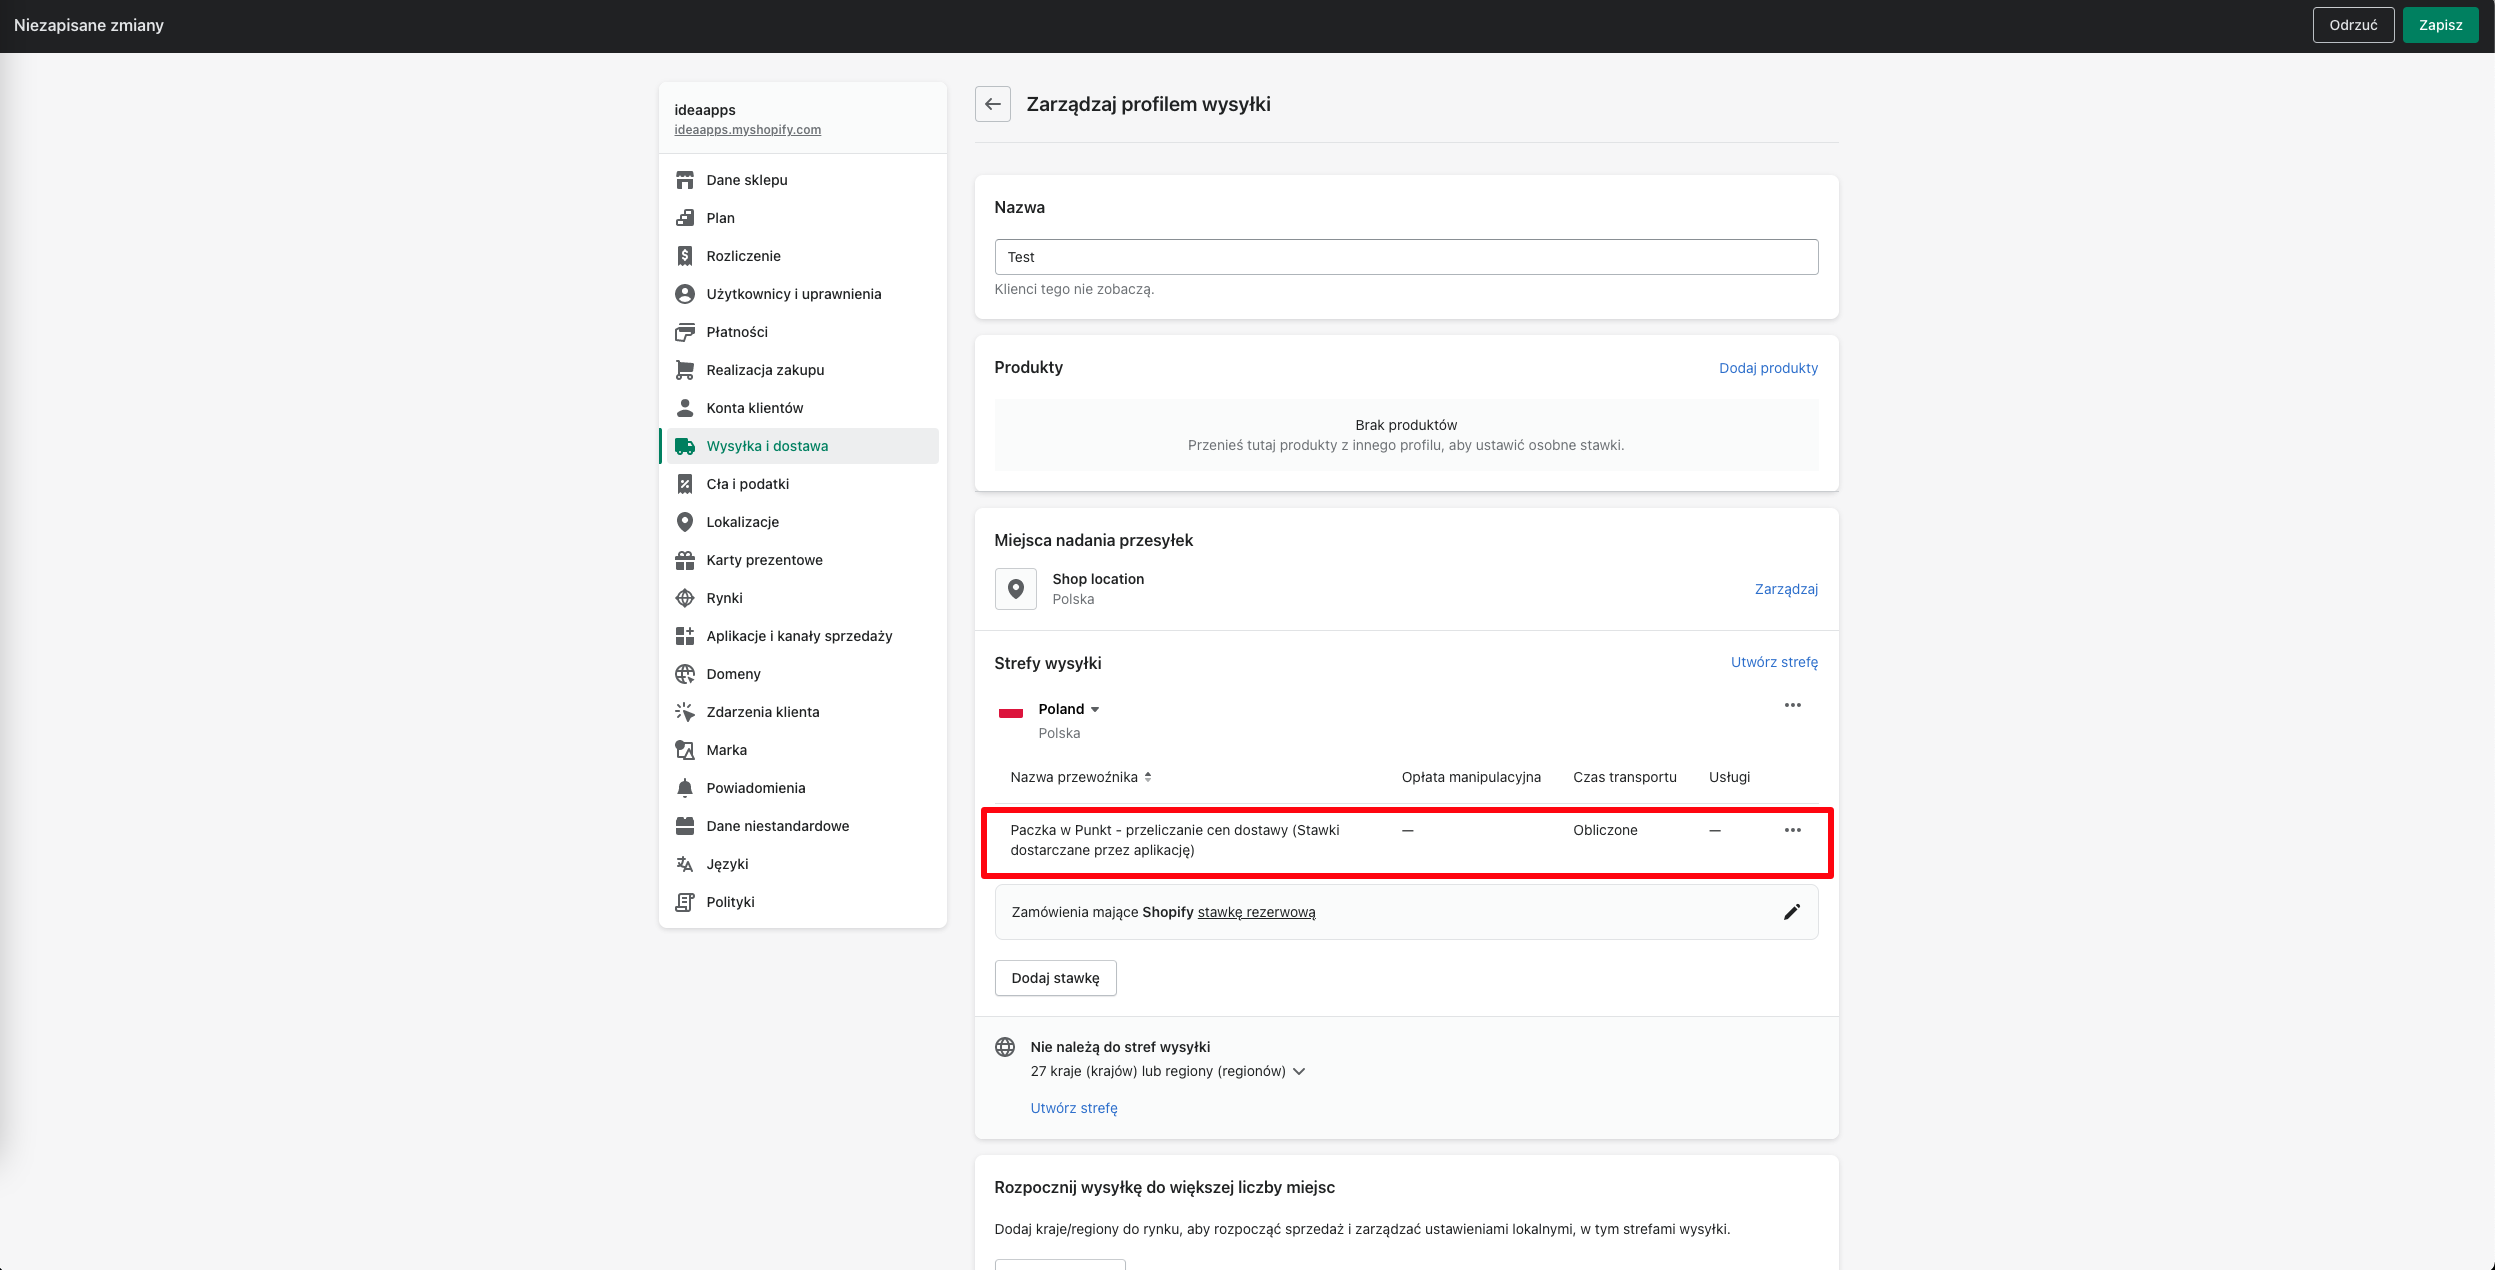 Niezapisane zmiany
Odrzuć
Zapisz
ideaapps
ideaapps.myshopify.com
Dane sklepu
Plan
Rozliczenie
Użytkownicy i uprawnienia
Płatności
Realizacja zakupu
Konta klientów
Wysyłka i dostawa
Cła i podatki
Lokalizacje
Karty prezentowe
Rynki
Aplikacje i kanały sprzedaży
Domeny
Zdarzenia klienta
Marka
Powiadomienia
Dane niestandardowe
Języki
Polityki
Zarządzaj profilem wysyłki
Nazwa
Test
Klienci tego nie zobaczą.
Produkty
Dodaj produkty
Brak produktów
Przenieś tutaj produkty z innego profilu, aby ustawić osobne stawki.
Miejsca nadania przesyłek
Shop location
Polska
Zarządzaj
Strefy wysyłki
Utwórz strefę
Poland
Polska
Nazwa przewoźnika
Opłata manipulacyjna
Czas transportu
Usługi
Paczka w Punkt - przeliczanie cen dostawy (Stawki
dostarczane przez aplikację)
—
Obliczone
—
Zamówienia mające Shopify stawkę rezerwową
Dodaj stawkę
Nie należą do stref wysyłki
27 kraje (krajów) lub regiony (regionów)
Utwórz strefę
Rozpocznij wysyłkę do większej liczby miejsc
Dodaj kraje/regiony do rynku, aby rozpocząć sprzedaż i zarządzać ustawieniami lokalnymi, w tym strefami wysyłki.